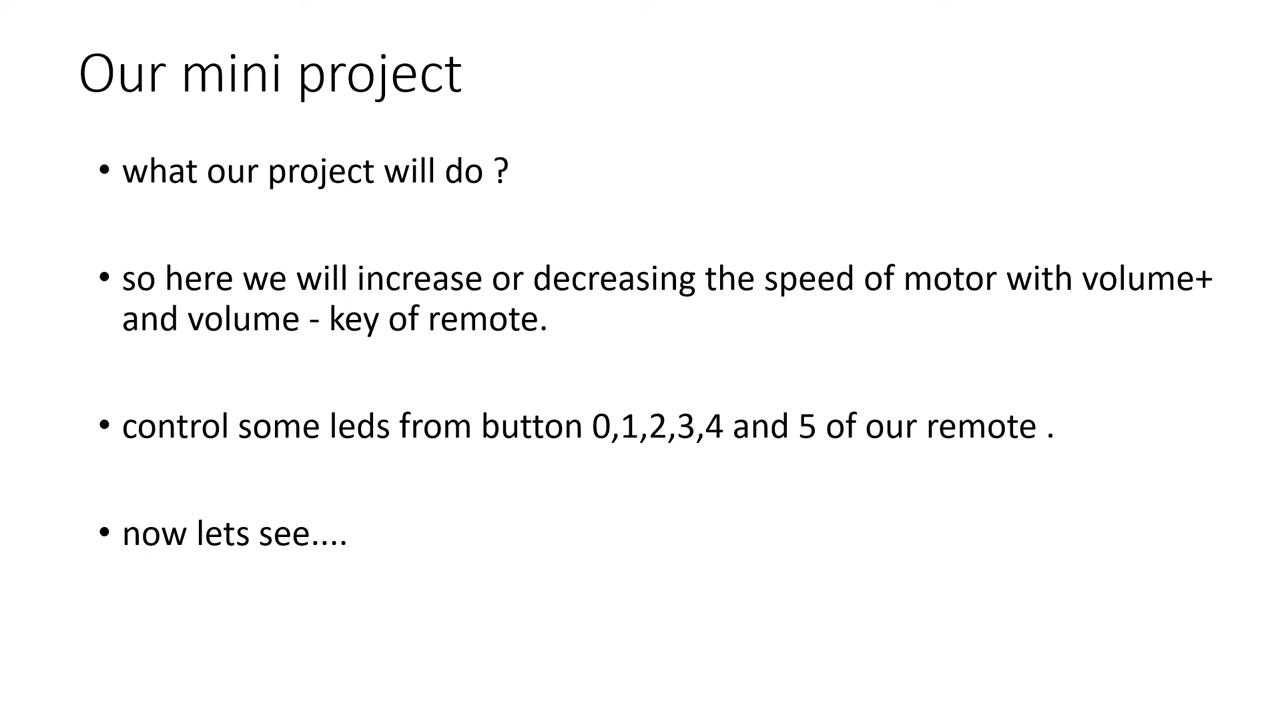 Our mini project
• what our project will do ?
• so here we will increase or decreasing the speed of motor with volume+
and volume - key of remote.
• control some leds from button 0,1,2,3,4 and 5 of our remote .
• now lets see....